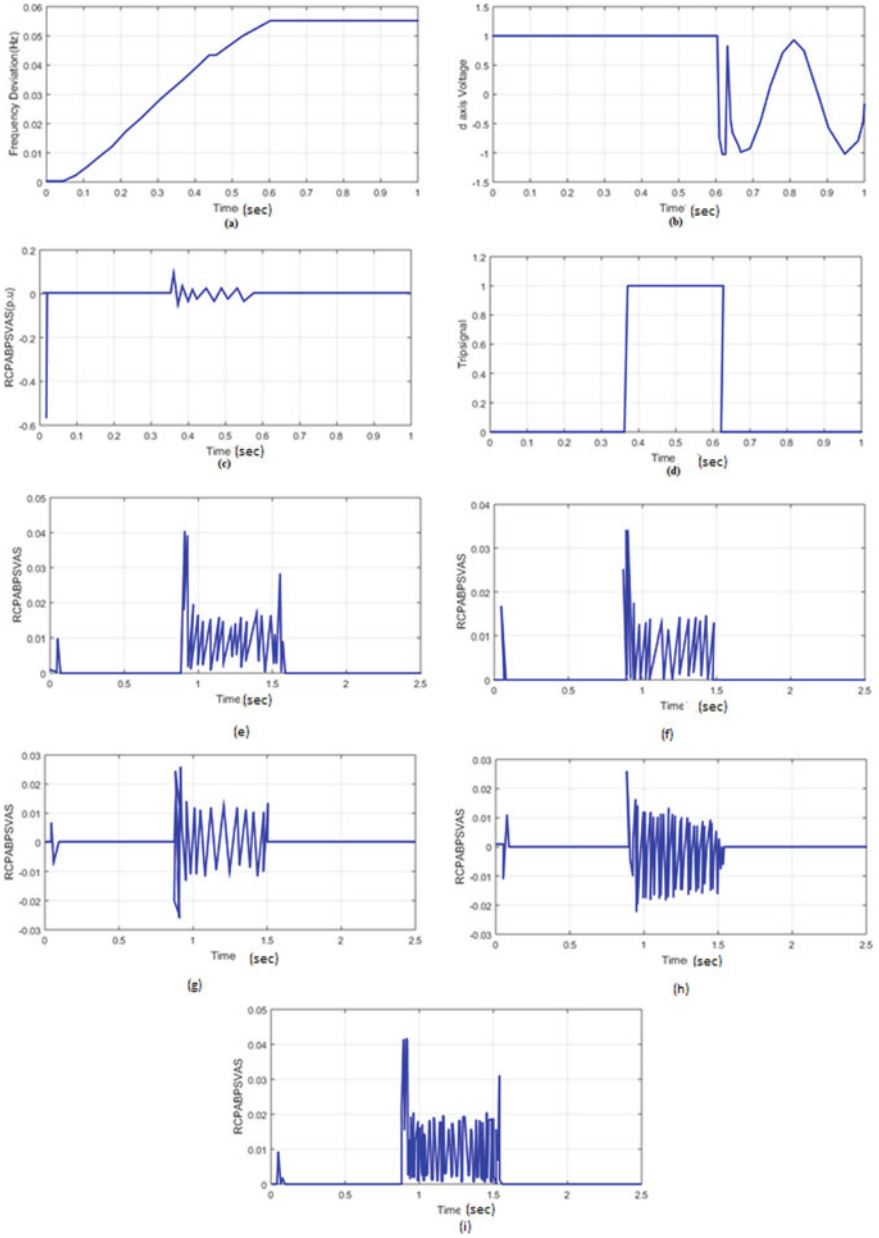 0.06
0.05
0.04
0.03
0.02
0.01
0
Frequency Deviation(Hz)
0 0.1 0.2 0.3 0.4 0.5 0.6 0.7 0.8 0.9 1
Time (sec)
(a)
1.5
1
0.5
0
-0.5
-1
-1.5
d axis Voltage
0 0.1 0.2 0.3 0.4 0.5 0.6 0.7 0.8 0.9 1
Time (sec)
(b)
0.2
0
-0.2
-0.4
-0.6
RCPABPSVAS(p.u)
0 0.1 0.2 0.3 0.4 0.5 0.6 0.7 0.8 0.9 1
Time (sec)
(c)
1.2
1
0.8
0.6
0.4
0.2
0
Tripsignal
0 0.1 0.2 0.3 0.4 0.5 0.6 0.7 0.8 0.9 1
Time (sec)
(d)
0.05
0.04
0.03
0.02
0.01
0
RCPABPSVAS
0 0.5 1 1.5 2 2.5
Time (sec)
(e)
0.04
0.03
0.02
0.01
0
RCPABPSVAS
0 0.5 1 1.5 2 2.5
Time (sec)
(f)
0.03
0.02
0.01
0
-0.01
-0.02
-0.03
RCPABPSVAS
0 0.5 1 1.5 2 2.5
Time (sec)
(g)
0.03
0.02
0.01
0
-0.01
-0.02
-0.03
RCPABPSVAS
0 0.5 1 1.5 2 2.5
Time (sec)
(h)
0.05
0.04
0.03
0.02
0.01
0
RCPABPSVAS
0 0.5 1 1.5 2 2.5
Time (sec)
(i)